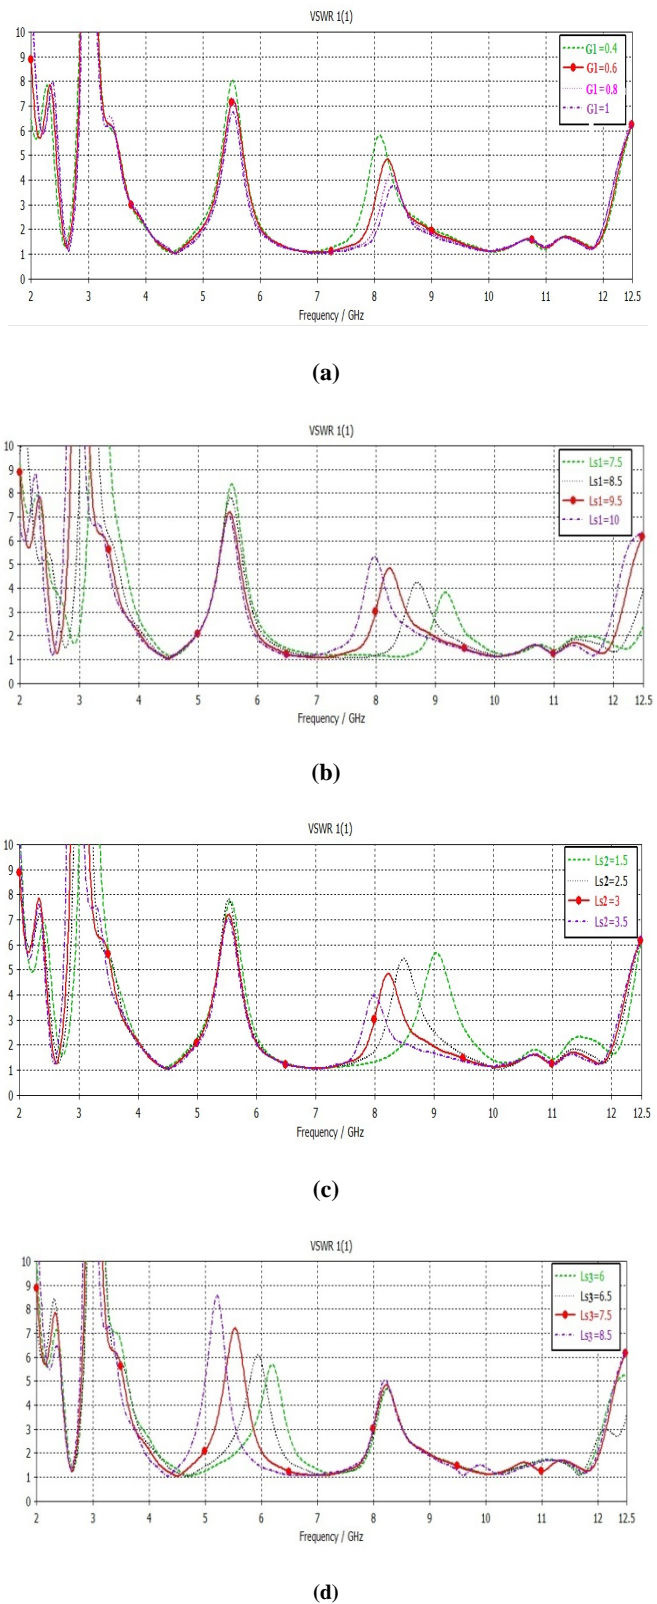 VSWR 1(1)
10
9
8
7
6
5
4
3
2
1
0
G1=0.4
G1=0.6
G1=0.8
G1=1
2 3 4 5 6 7 8 9 10 11 12 12.5
Frequency / GHz
(a)
VSWR 1(1)
10
9
8
7
6
5
4
3
2
1
0
Ls1=7.5
Ls1=8.5
Ls1=9.5
Ls1=10
2 3 4 5 6 7 8 9 10 11 12.5
Frequency / GHz
(b)
VSWR 1(1)
10
9
8
7
6
5
4
3
2
1
0
Ls2=1.5
Ls2=2.5
Ls2=3
Ls2=3.5
2 3 4 5 6 7 8 9 10 11 12 12.5
Frequency / GHz
(c)
VSWR 1(1)
10
9
8
7
6
5
4
3
2
1
0
Ls3=6
Ls3=6.5
Ls3=7.5
Ls3=8.5
2 3 4 5 6 7 8 9 10 11 12 12.5
Frequency / GHz
(d)